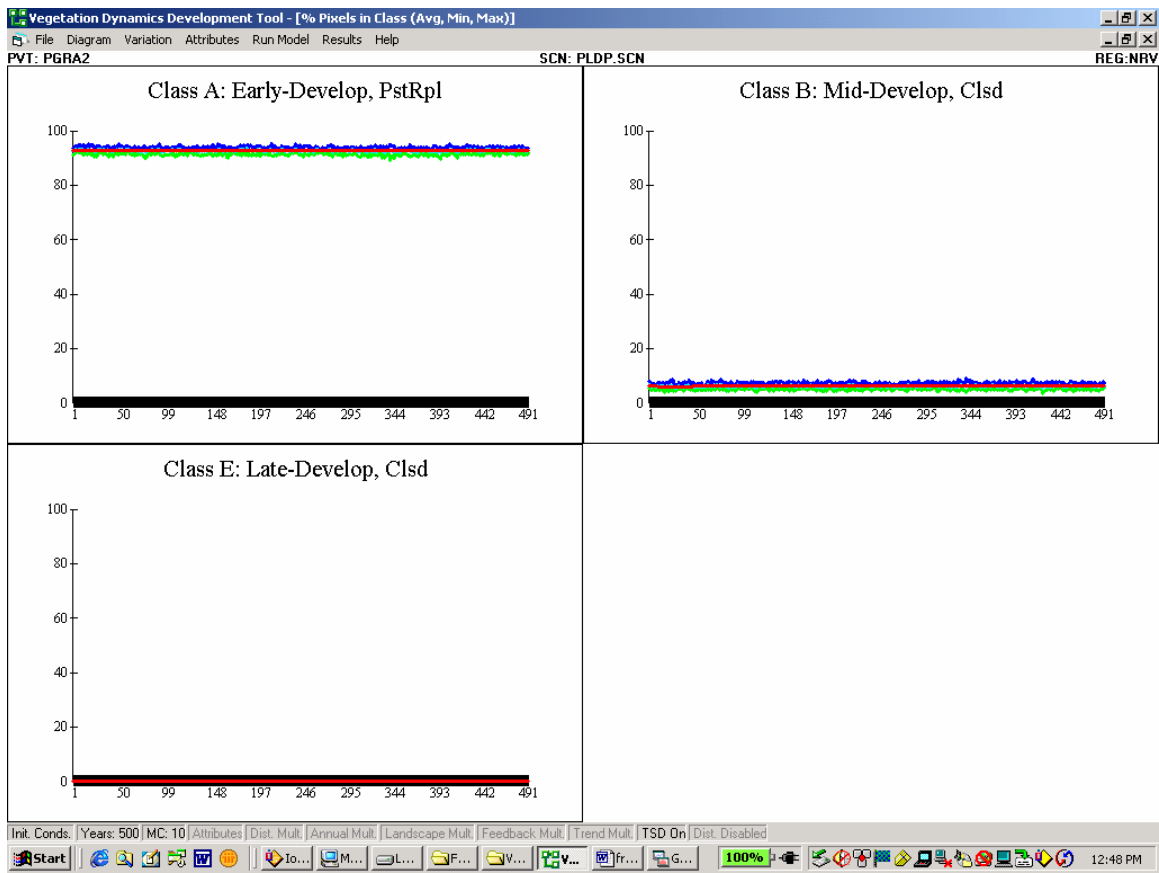 Vegetation Dynamics Development Tool - [% Pixels in Class (Avg, Min, Max)]
File Diagram Variation Attributes Run Model Results Help
PVT: PGRA2 SCN: PLDP.SCN REG:NRV
Class A: Early-Develop, PstRpl
100
80
60
40
20
0
1 50 99 148 197 246 295 344 393 442 491
Class B: Mid-Develop, Clsd
100
80
60
40
20
0
1 50 99 148 197 246 295 344 393 442 491
Class E: Late-Develop, Clsd
100
80
60
40
20
0
1 50 99 148 197 246 295 344 393 442 491
Init. Conds. Years: 500 MC: 10 Attributes Dist. Mult. Annual Mult. Landscape Mult. Feedback Mult. Trend Mult. TSD On Dist. Disabled
Start Io... M... L... F... V... V... fr... G... 100% 12:48 PM